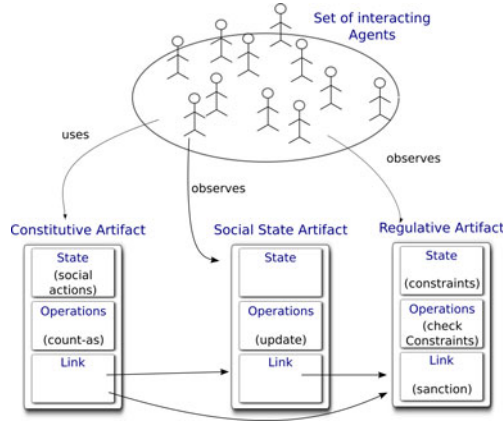 Set of interacting
Agents
uses
observes
observes
Constitutive Artifact
State
(social
actions)
Operations
(count-as)
Link
Social State Artifact
State
Operations
(update)
Link
Regulative Artifact
State
(constraints)
Operations
(check
Constraints)
Link
(sanction)